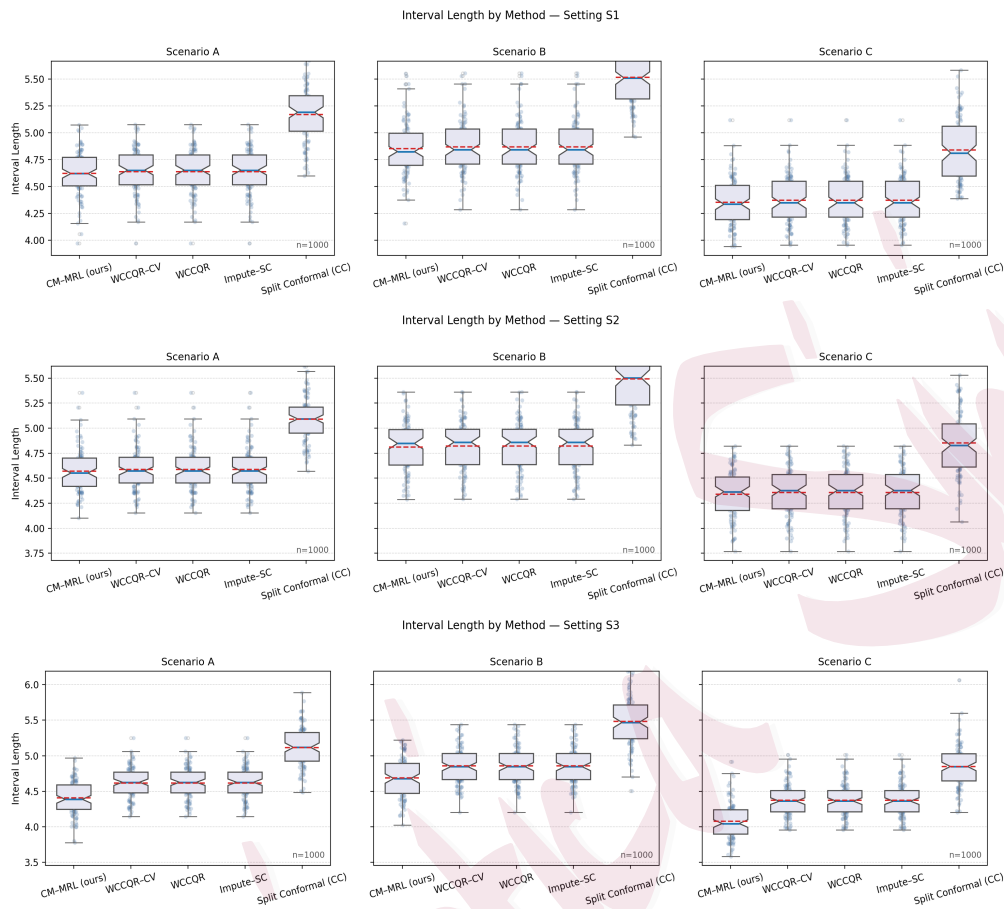 Interval Length by Method — Setting S1
Scenario A
Scenario B
Scenario C
Interval Length
5.50
5.25
5.00
4.75
4.50
4.25
4.00
n=1000
n=1000
n=1000
CM–MRL (ours) WCCQR–CV WCCQR Impute–SC Split Conformal (CC)
CM–MRL (ours) WCCQR–CV WCCQR Impute–SC Split Conformal (CC)
CM–MRL (ours) WCCQR–CV WCCQR Impute–SC Split Conformal (CC)
Interval Length by Method — Setting S2
Scenario A
Scenario B
Scenario C
Interval Length
5.50
5.25
5.00
4.75
4.50
4.25
4.00
3.75
n=1000
n=1000
n=1000
CM–MRL (ours) WCCQR–CV WCCQR Impute–SC Split Conformal (CC)
CM–MRL (ours) WCCQR–CV WCCQR Impute–SC Split Conformal (CC)
CM–MRL (ours) WCCQR–CV WCCQR Impute–SC Split Conformal (CC)
Interval Length by Method — Setting S3
Scenario A
Scenario B
Scenario C
Interval Length
6.0
5.5
5.0
4.5
4.0
3.5
n=1000
n=1000
n=1000
CM–MRL (ours) WCCQR–CV WCCQR Impute–SC Split Conformal (CC)
CM–MRL (ours) WCCQR–CV WCCQR Impute–SC Split Conformal (CC)
CM–MRL (ours) WCCQR–CV WCCQR Impute–SC Split Conformal (CC)